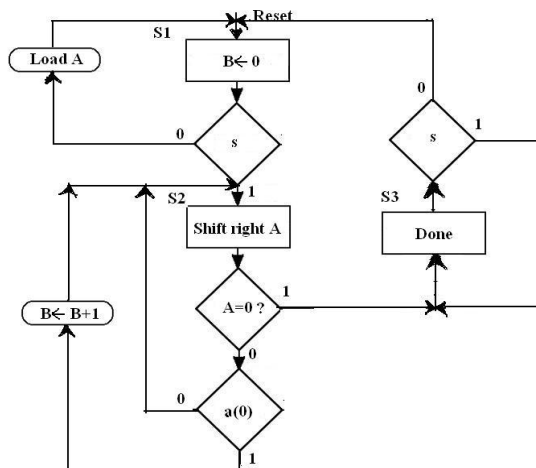 Reset
S1
Load A
B← 0
0
s
1
S2
Shift right A
A=0 ?
1
0
B← B+1
0
a(0)
1
0
s
1
S3
Done